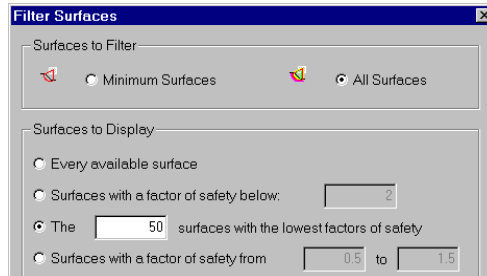 Filter Surfaces
Surfaces to Filter
Minimum Surfaces All Surfaces
Surfaces to Display
Every available surface
Surfaces with a factor of safety below: 2
The 50 surfaces with the lowest factors of safety
Surfaces with a factor of safety from 0.5 to 1.5